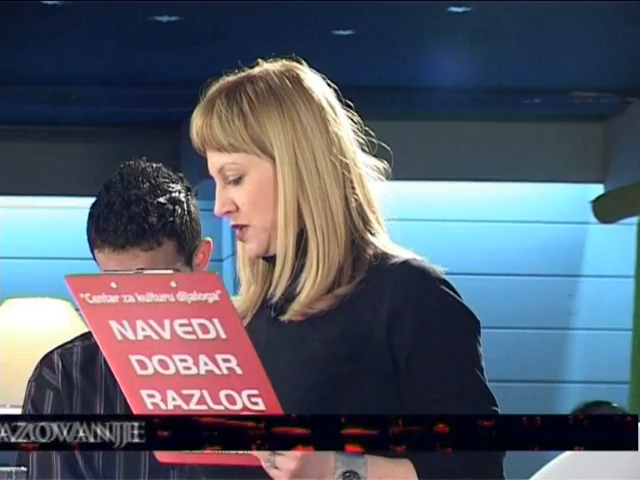 "Centar za kulturu dijaloga"
NAVEDI
DOBAR
RAZLOG
AZOVANJE